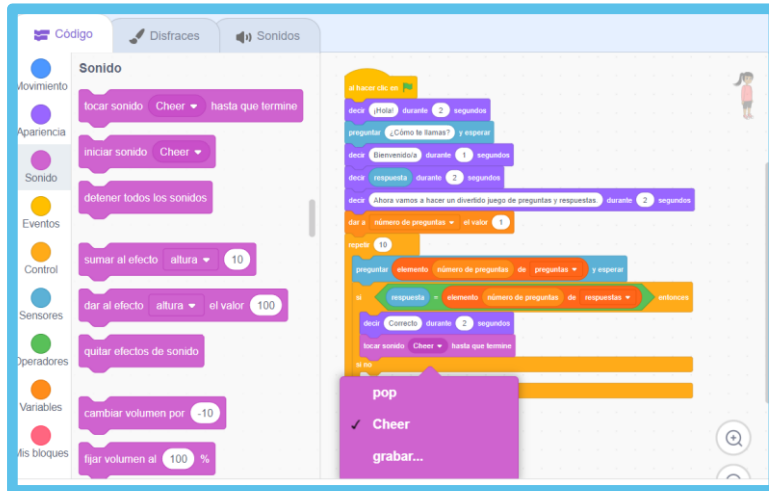 Código
Disfraces
Sonidos
Movimiento
Apariencia
Sonido
Eventos
Control
Sensores
Operadores
Variables
Mis bloques
Sonido
tocar sonido Cheer hasta que termine
iniciar sonido Cheer
detener todos los sonidos
sumar al efecto altura 10
dar al efecto altura el valor 100
quitar efectos de sonido
cambiar volumen por -10
fijar volumen al 100 %
al hacer clic en
decir ¡Hola! durante 2 segundos
preguntar ¿Cómo te llamas? y esperar
decir Bienvenido/a durante 1 segundos
decir respuesta durante 2 segundos
decir Ahora vamos a hacer un divertido juego de preguntas y respuestas. durante 2 segundos
dar a número de preguntas el valor 1
repetir 10
preguntar elemento número de preguntas de preguntas y esperar
si respuesta = elemento número de preguntas de respuestas entonces
decir Correcto durante 2 segundos
tocar sonido Cheer hasta que termine
si no
pop
✓ Cheer
grabar...